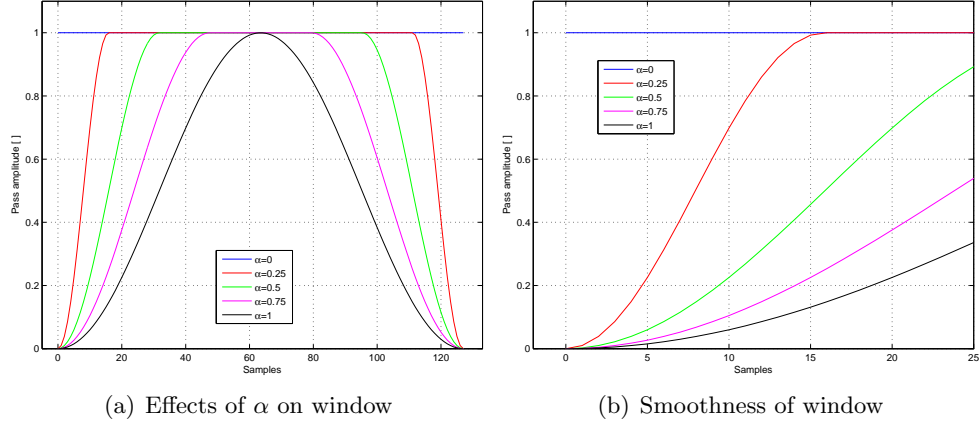 1
0.8
0.6
0.4
0.2
0
Pass amplitude [ ]
α=0
α=0.25
α=0.5
α=0.75
α=1
0 20 40 60 80 100 120
Samples
(a) Effects of α on window
1
0.8
0.6
0.4
0.2
0
Pass amplitude [ ]
α=0
α=0.25
α=0.5
α=0.75
α=1
0 5 10 15 20 25
Samples
(b) Smoothness of window